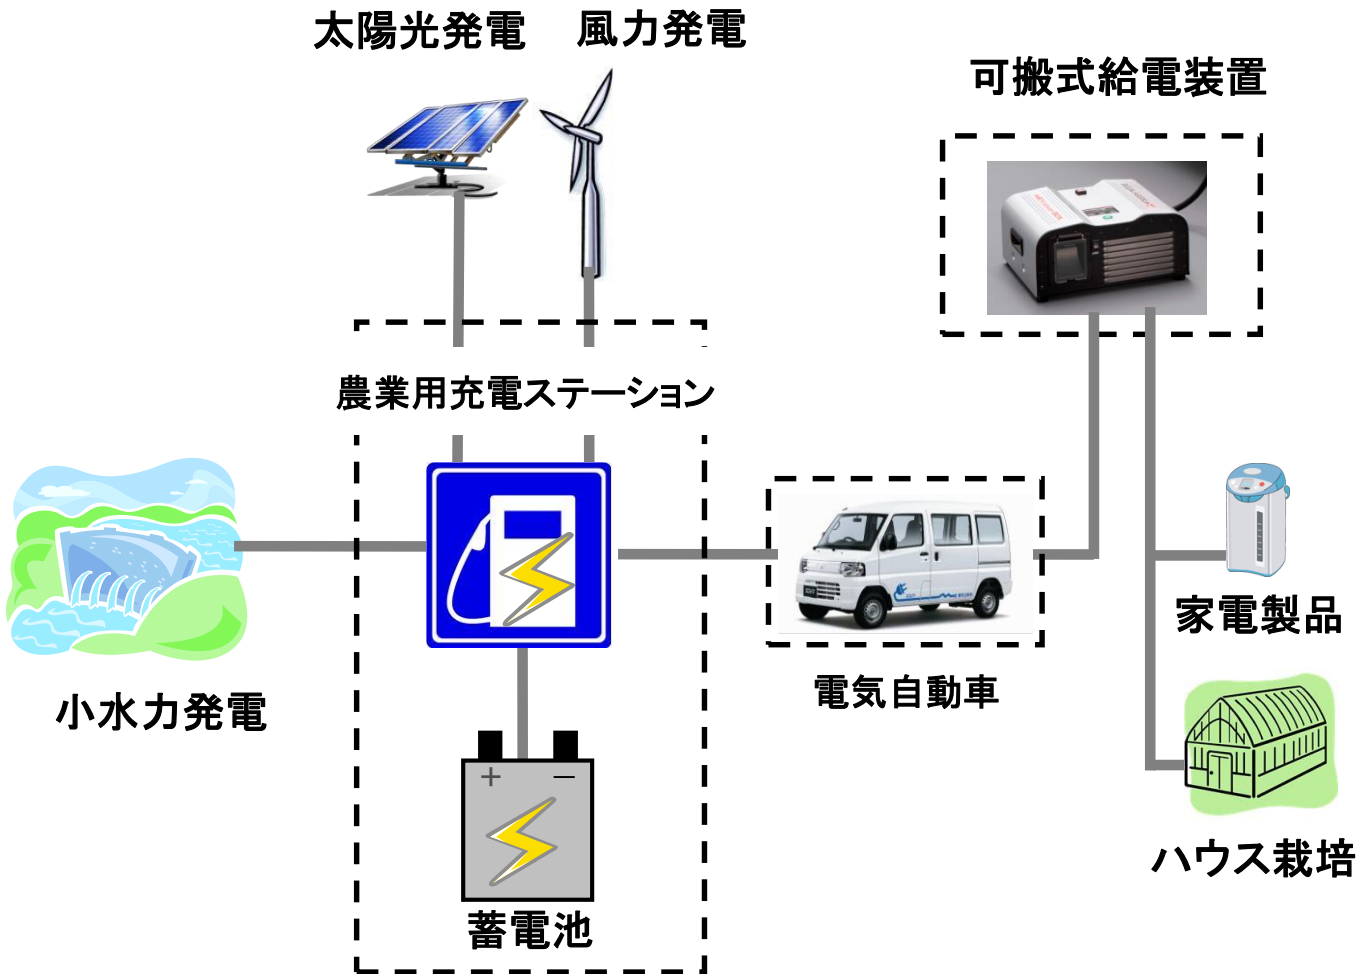 太陽光発電
風力発電
可搬式給電装置
農業用充電ステーション
小水力発電
電気自動車
家電製品
ハウス栽培
+ −
蓄電池